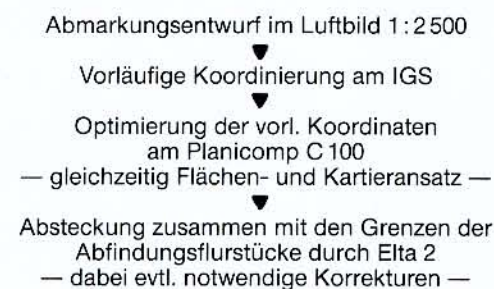 Abmarkungsentwurf im Luftbild 1:2500
Vorläufige Koordinierung am IGS
Optimierung der vorl. Koordinaten
am Planicomp C 100
— gleichzeitig Flächen- und Kartieransatz —
Absteckung zusammen mit den Grenzen der
Abfindungsflurstücke durch Elta 2
— dabei evtl. notwendige Korrekturen —